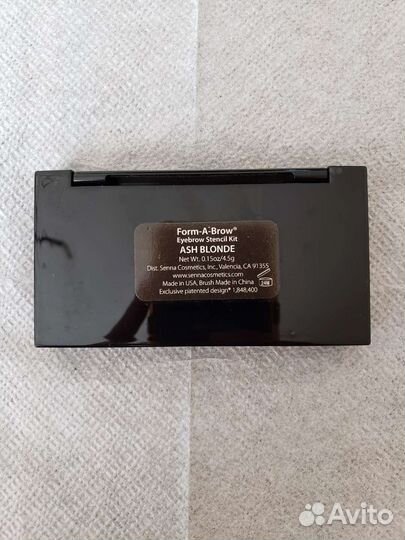 Form-A-Brow®
Eyebrow Stencil Kit
ASH BLONDE
Net Wt. 0.15oz/4.5g
Dist. Senna Cosmetics, Inc., Valencia, CA 91355
www.sennacosmetics.com
Made in USA, Brush Made in China
Exclusive patented design* 1,848,400
24M
Avito